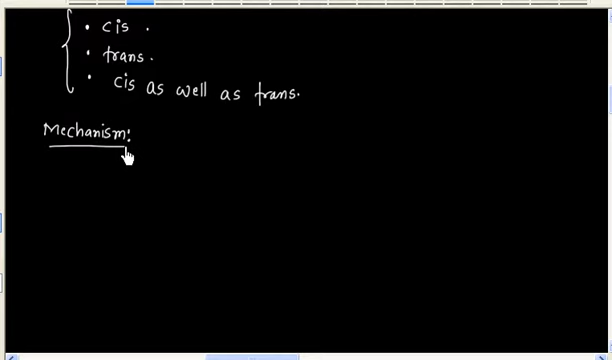 • cis .
• trans.
• cis as well as trans.
Mechanism: